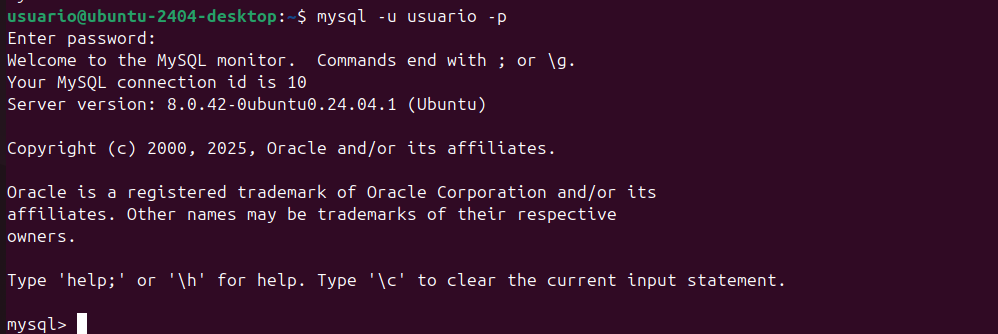 usuario@ubuntu-2404-desktop:~$ mysql -u usuario -p
Enter password:
Welcome to the MySQL monitor.  Commands end with ; or \g.
Your MySQL connection id is 10
Server version: 8.0.42-0ubuntu0.24.04.1 (Ubuntu)

Copyright (c) 2000, 2025, Oracle and/or its affiliates.

Oracle is a registered trademark of Oracle Corporation and/or its
affiliates. Other names may be trademarks of their respective
owners.

Type 'help;' or '\h' for help. Type '\c' to clear the current input statement.

mysql>